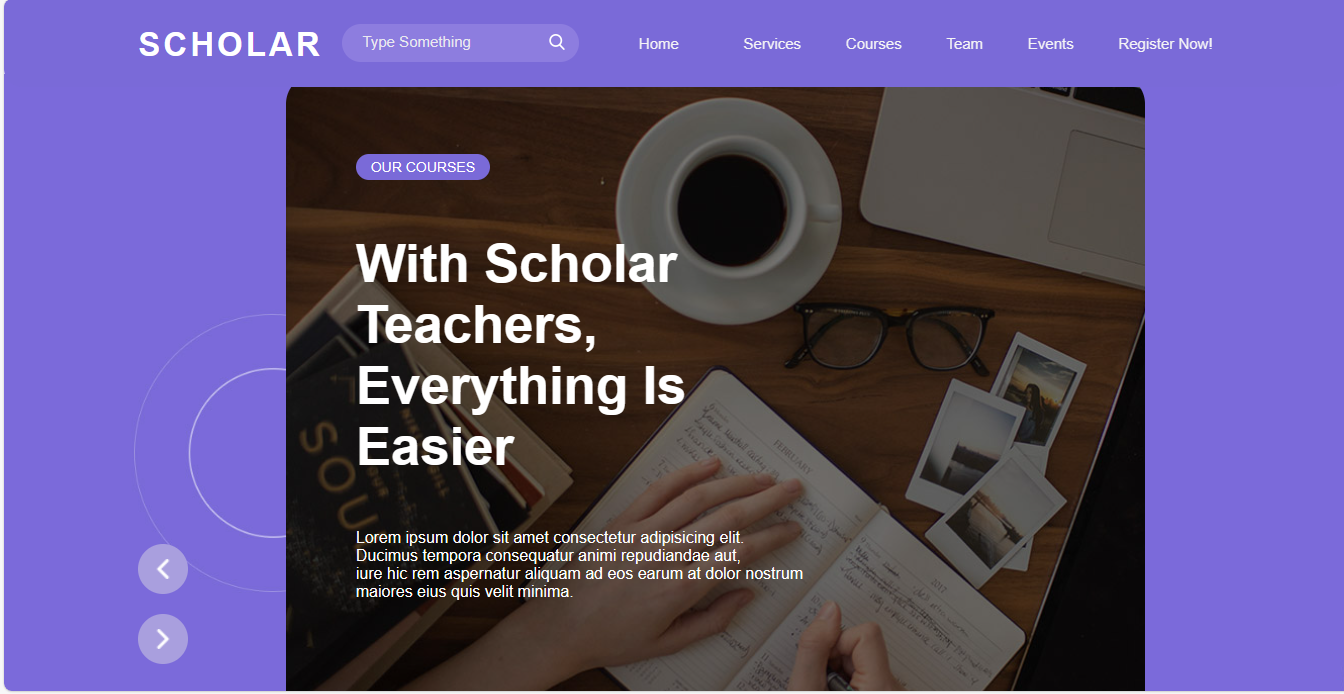 SCHOLAR
Type Something
Home
Services
Courses
Team
Events
Register Now!
OUR COURSES
With Scholar
Teachers,
Everything Is
Easier
Lorem ipsum dolor sit amet consectetur adipisicing elit.
Ducimus tempora consequatur animi repudiandae aut,
iure hic rem aspernatur aliquam ad eos earum at dolor nostrum
maiores eius quis velit minima.
SOU
FEBRUARY